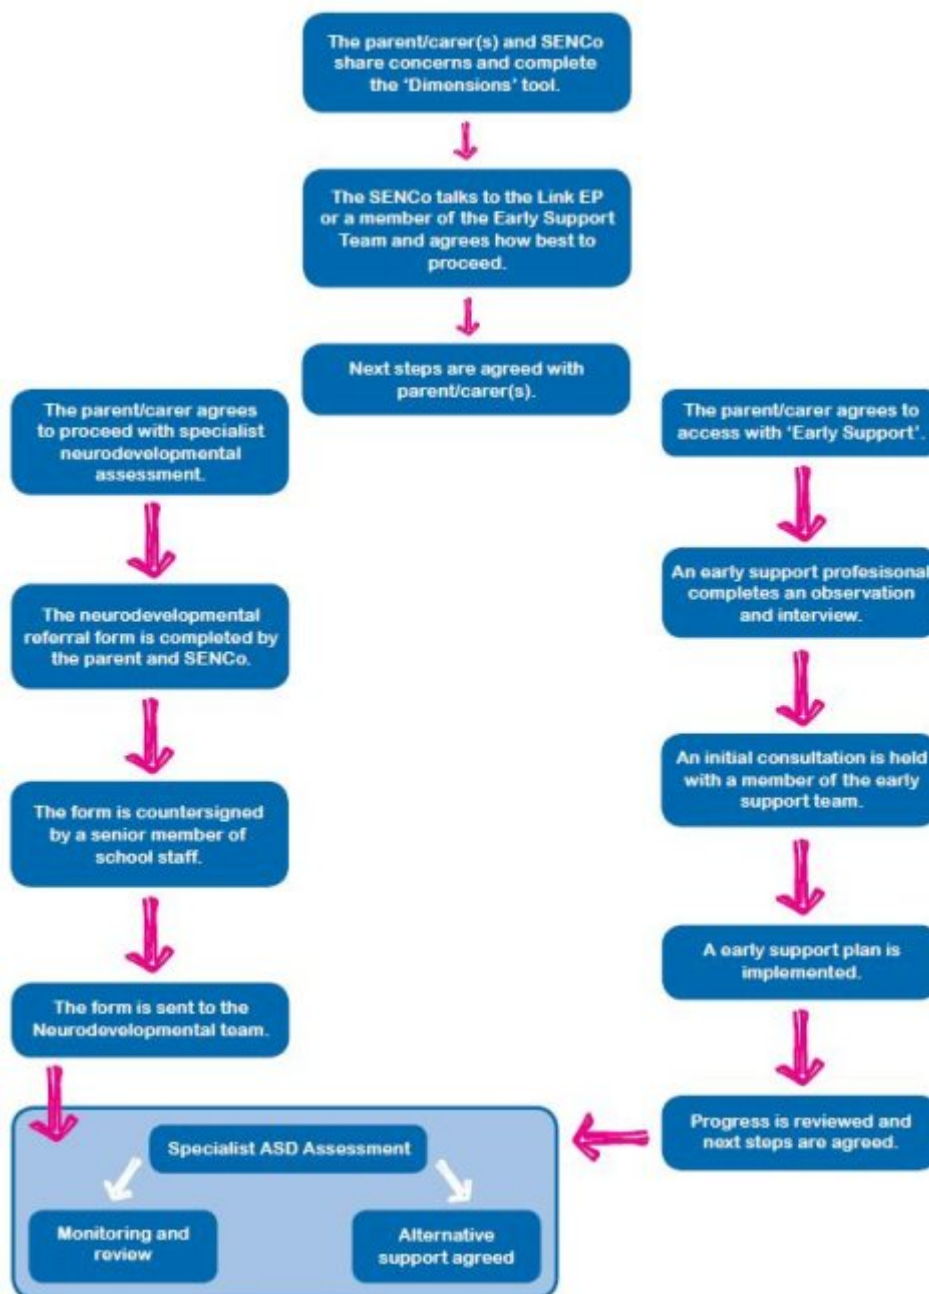 The parent/carer(s) and SENCo
share concerns and complete
the ‘Dimensions’ tool.
The SENCo talks to the Link EP
or a member of the Early Support
Team and agrees how best to
proceed.
Next steps are agreed with
parent/carer(s).
The parent/carer agrees
to proceed with specialist
neurodevelopmental
assessment.
The neurodevelopmental
referral form is completed by
the parent and SENCo.
The form is countersigned
by a senior member of
school staff.
The form is sent to the
Neurodevelopmental team.
The parent/carer agrees to
access with ‘Early Support’.
An early support profesisonal
completes an observation
and interview.
An initial consultation is held
with a member of the early
support team.
A early support plan is
implemented.
Progress is reviewed and
next steps are agreed.
Specialist ASD Assessment
Monitoring and
review
Alternative
support agreed